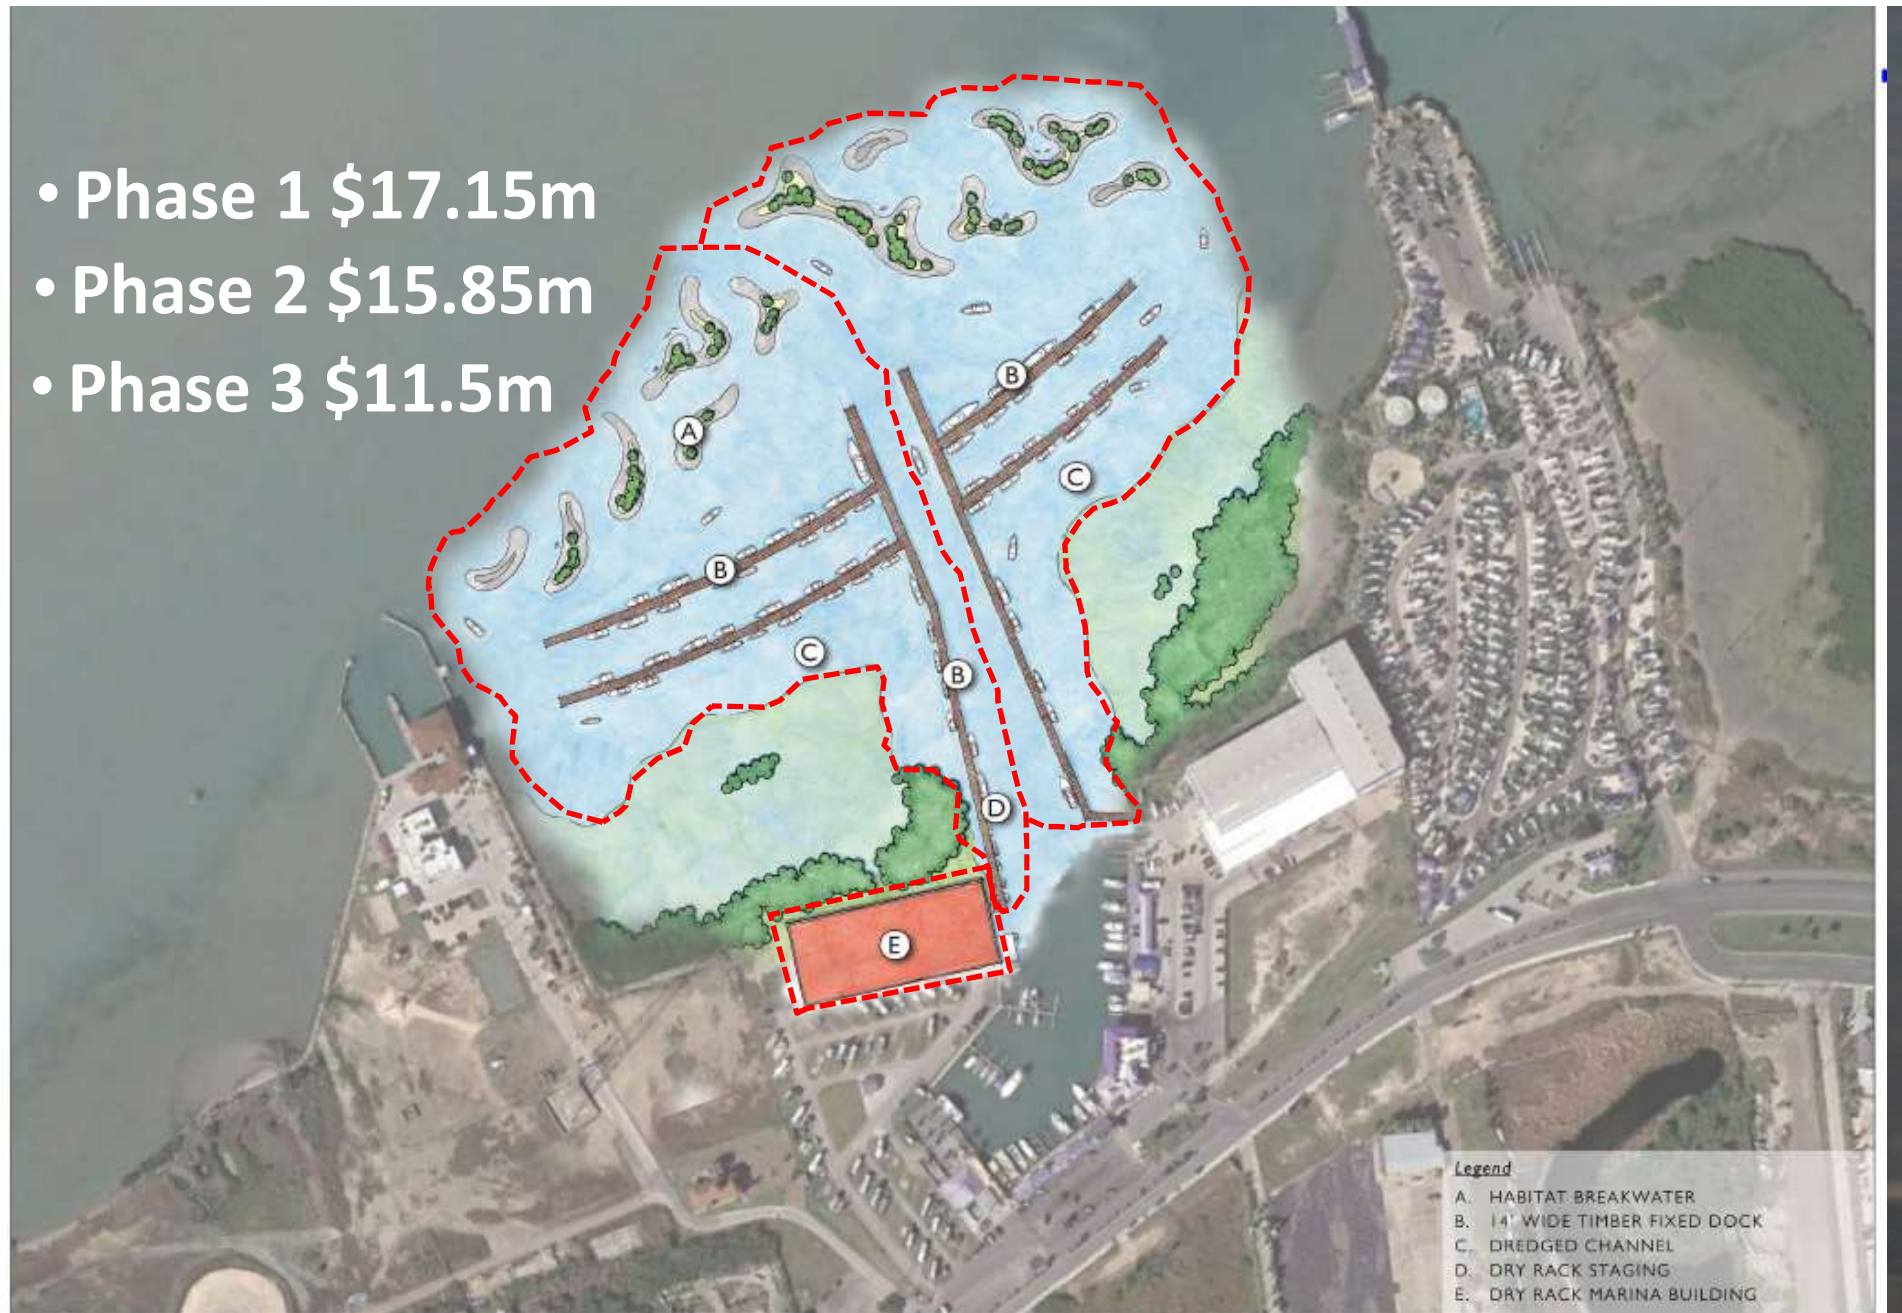 • Phase 1 $17.15m
• Phase 2 $15.85m
• Phase 3 $11.5m
B
A
C
B
C
B
D
E
Legend
A. HABITAT BREAKWATER
B. 14' WIDE TIMBER FIXED DOCK
C. DREDGED CHANNEL
D. DRY RACK STAGING
E. DRY RACK MARINA BUILDING